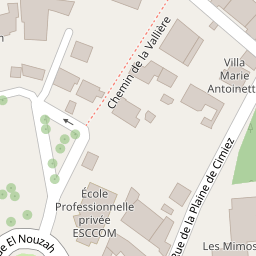 Chemin de la Vallière
Villa
Marie
Antoinett
Rue de la Plaine de Cimiez
École
Professionnelle
privée
ESCCOM
ue El Nouzah
Les Mimos